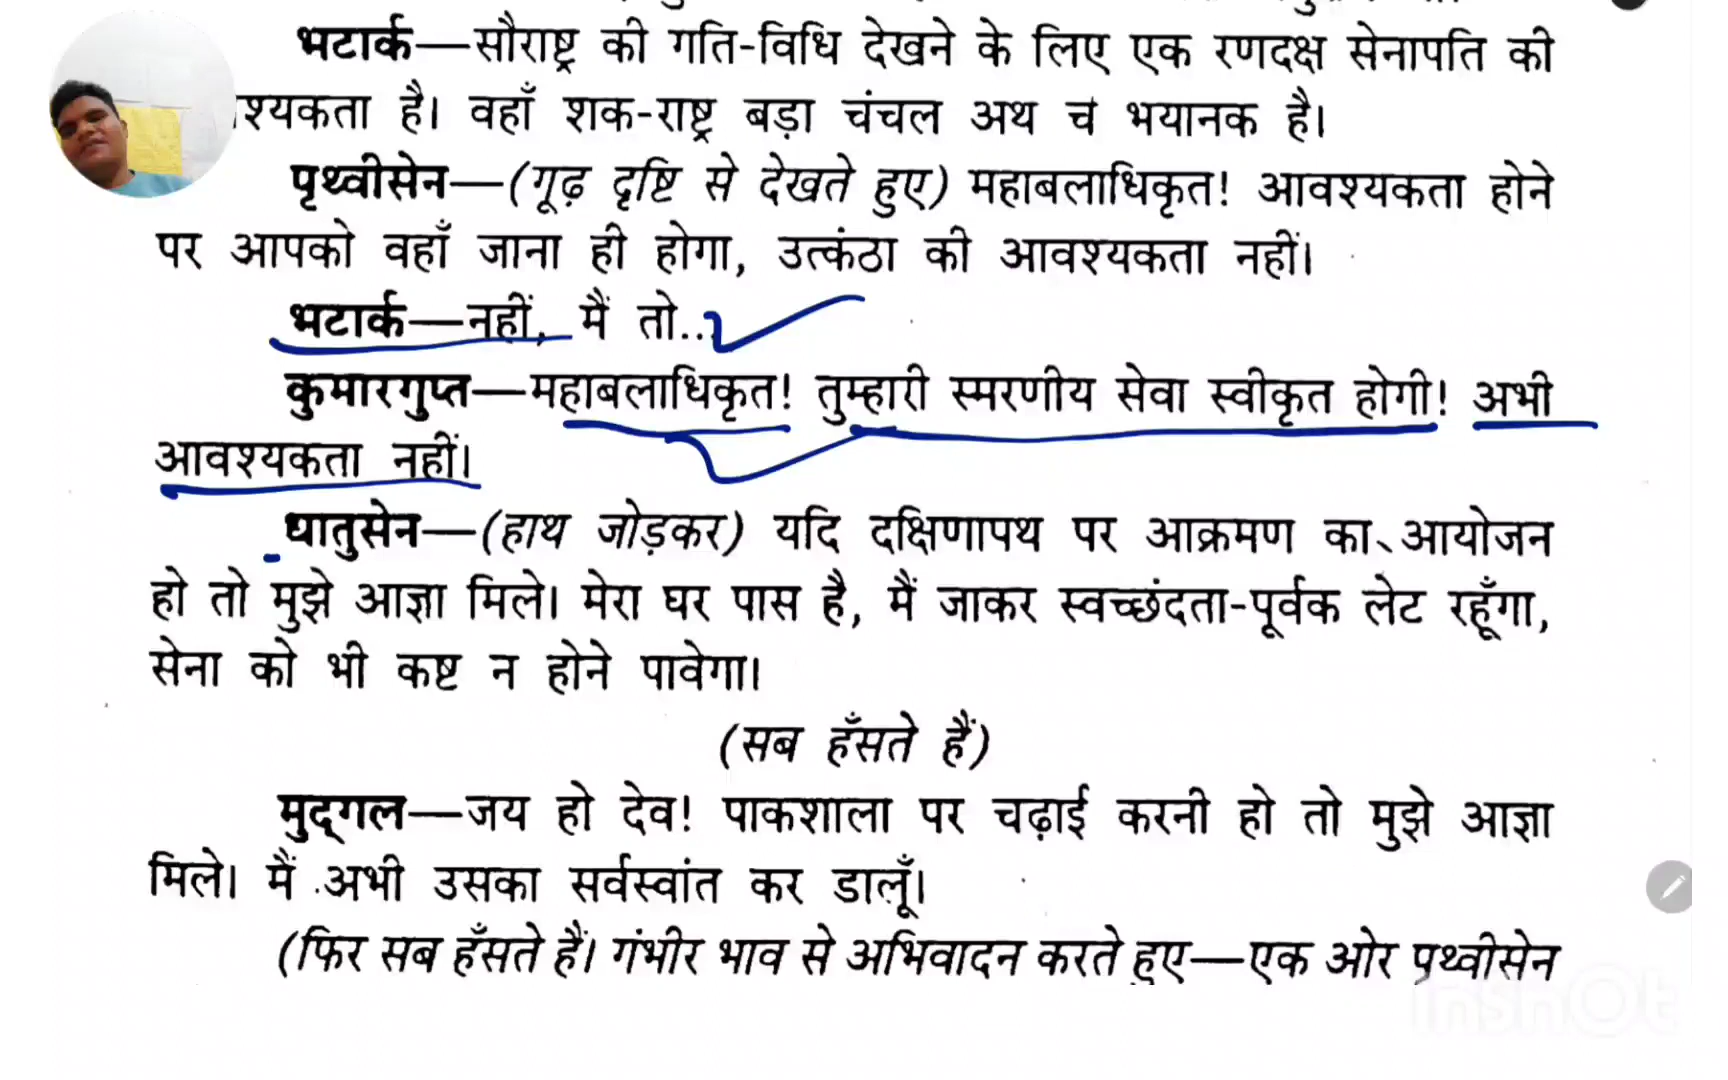 भटार्क—सौराष्ट्र की गति-विधि देखने के लिए एक रणदक्ष सेनापति की
श्यकता है। वहाँ शक-राष्ट्र बड़ा चंचल अथ च भयानक है।
पृथ्वीसेन—(गूढ़ दृष्टि से देखते हुए) महाबलाधिकृत! आवश्यकता होने
पर आपको वहाँ जाना ही होगा, उत्कंठा की आवश्यकता नहीं।
भटार्क—नहीं, मैं तो..
कुमारगुप्त—महाबलाधिकृत! तुम्हारी स्मरणीय सेवा स्वीकृत होगी! अभी
आवश्यकता नहीं।
धातुसेन—(हाथ जोड़कर) यदि दक्षिणापथ पर आक्रमण का आयोजन
हो तो मुझे आज्ञा मिले। मेरा घर पास है, मैं जाकर स्वच्छंदता-पूर्वक लेट रहूँगा,
सेना को भी कष्ट न होने पावेगा।
(सब हँसते हैं)
मुद्गल—जय हो देव! पाकशाला पर चढ़ाई करनी हो तो मुझे आज्ञा
मिले। मैं अभी उसका सर्वस्वांत कर डालूँ।
(फिर सब हँसते हैं। गंभीर भाव से अभिवादन करते हुए—एक ओर पृथ्वीसेन
InShOt